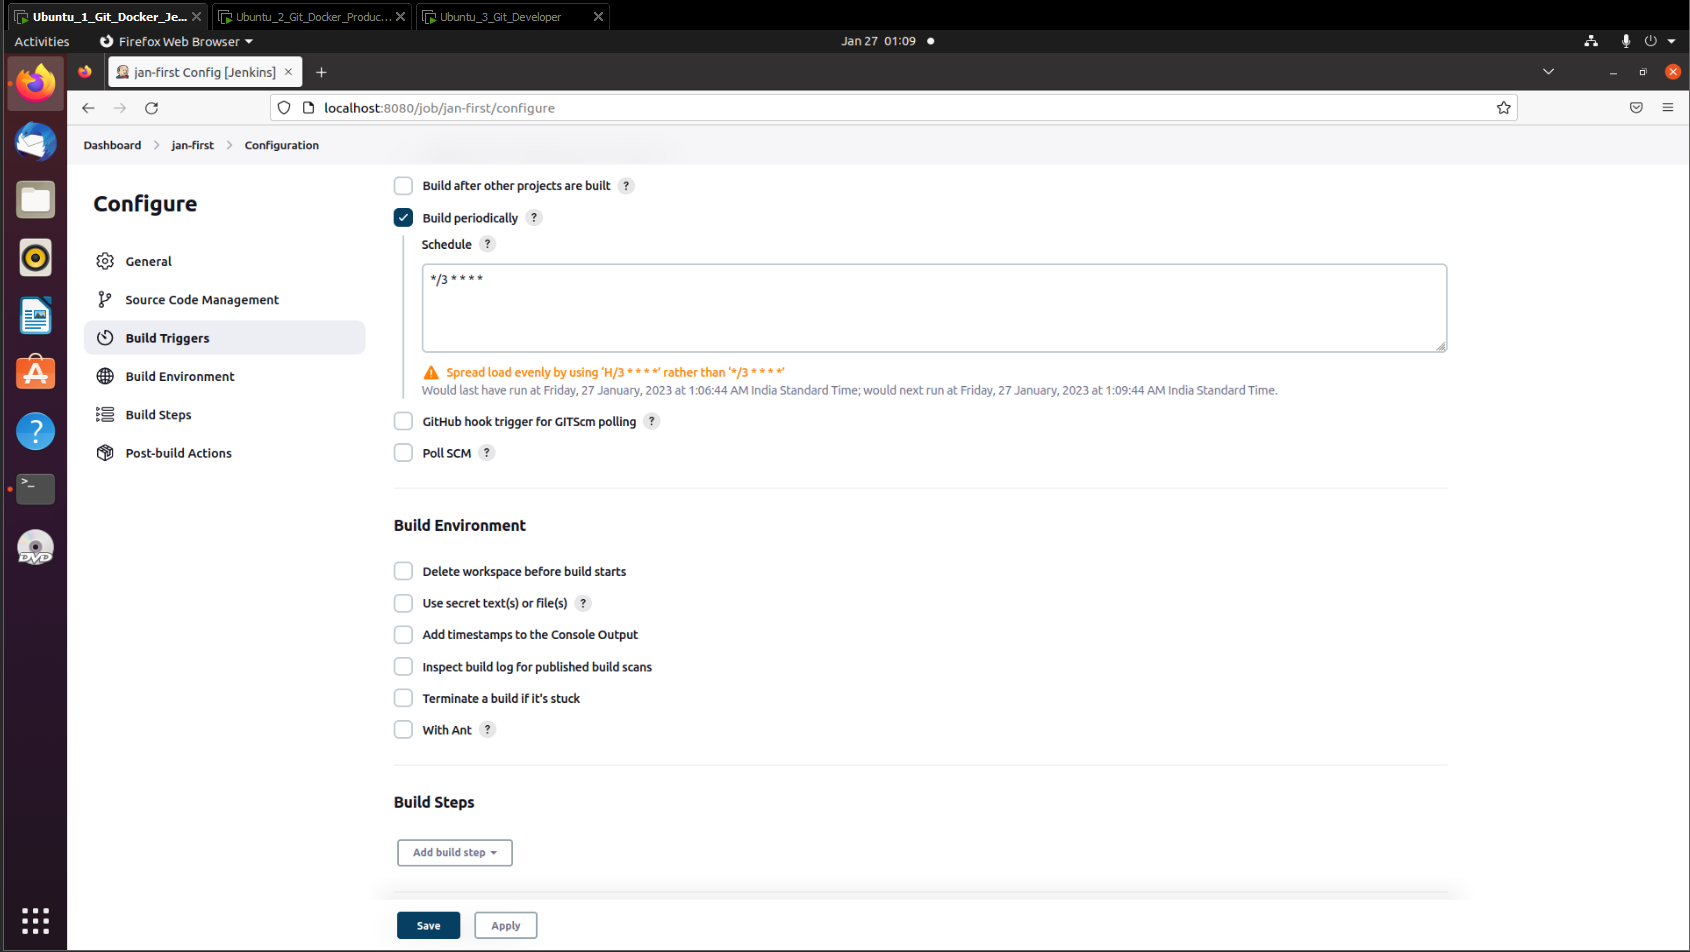 Ubuntu_1_Git_Docker_Je...
Ubuntu_2_Git_Docker_Produc...
Ubuntu_3_Git_Developer
Activities
Firefox Web Browser
Jan 27 01:09
jan-first Config [Jenkins]
localhost:8080/job/jan-first/configure
Dashboard
jan-first
Configuration
Configure
General
Source Code Management
Build Triggers
Build Environment
Build Steps
Post-build Actions
Build after other projects are built ?
Build periodically ?
Schedule ?
*/3 * * * *
Spread load evenly by using ‘H/3 * * * *’ rather than ‘*/3 * * * *’
Would last have run at Friday, 27 January, 2023 at 1:06:44 AM India Standard Time; would next run at Friday, 27 January, 2023 at 1:09:44 AM India Standard Time.
GitHub hook trigger for GITScm polling ?
Poll SCM ?
Build Environment
Delete workspace before build starts
Use secret text(s) or file(s) ?
Add timestamps to the Console Output
Inspect build log for published build scans
Terminate a build if it's stuck
With Ant ?
Build Steps
Add build step
Save
Apply
?
>_
DVD